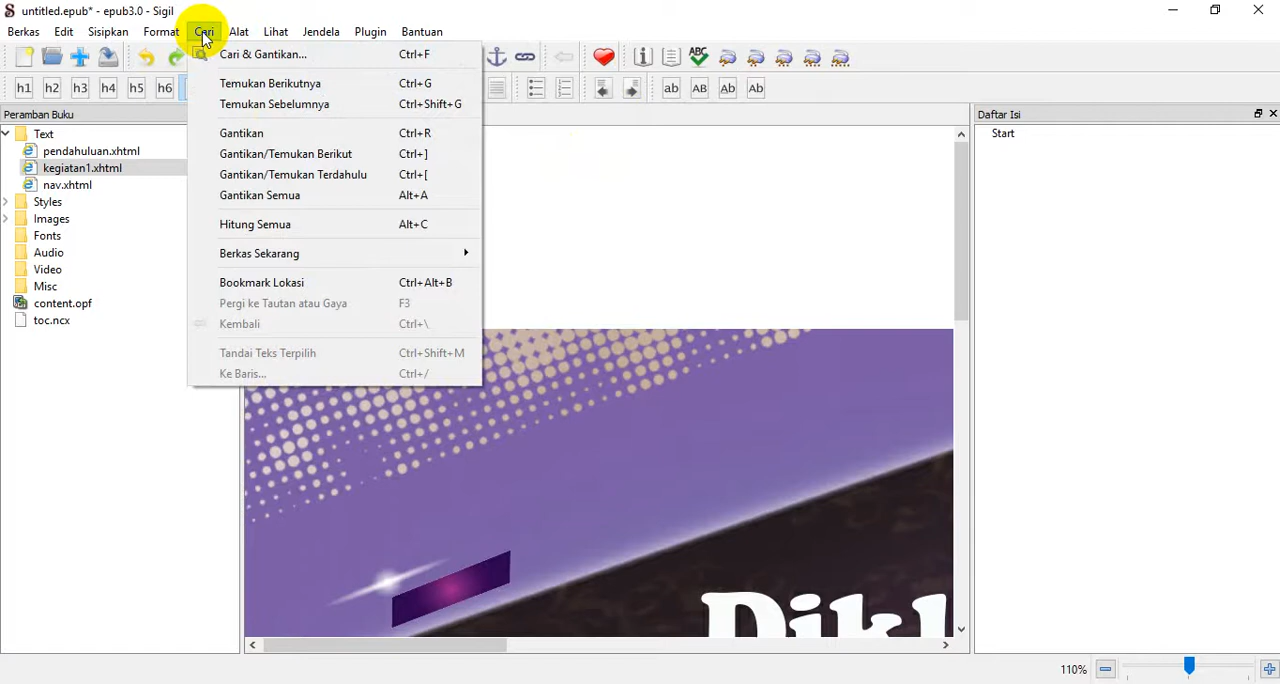 untitled.epub* - epub3.0 - Sigil
Berkas Edit Sisipkan Format Cari Alat Lihat Jendela Plugin Bantuan
ABC
h1 h2 h3 h4 h5 h6 ab AB Ab Ab
Peramban Buku
Text
pendahuluan.xhtml
kegiatan1.xhtml
nav.xhtml
Styles
Images
Fonts
Audio
Video
Misc
content.opf
toc.ncx
Cari & Gantikan... Ctrl+F
Temukan Berikutnya Ctrl+G
Temukan Sebelumnya Ctrl+Shift+G
Gantikan Ctrl+R
Gantikan/Temukan Berikut Ctrl+]
Gantikan/Temukan Terdahulu Ctrl+[
Gantikan Semua Alt+A
Hitung Semua Alt+C
Berkas Sekarang
Bookmark Lokasi Ctrl+Alt+B
Pergi ke Tautan atau Gaya F3
Kembali Ctrl+\
Tandai Teks Terpilih Ctrl+Shift+M
Ke Baris... Ctrl+/
Daftar Isi
Start
Dikl
110%